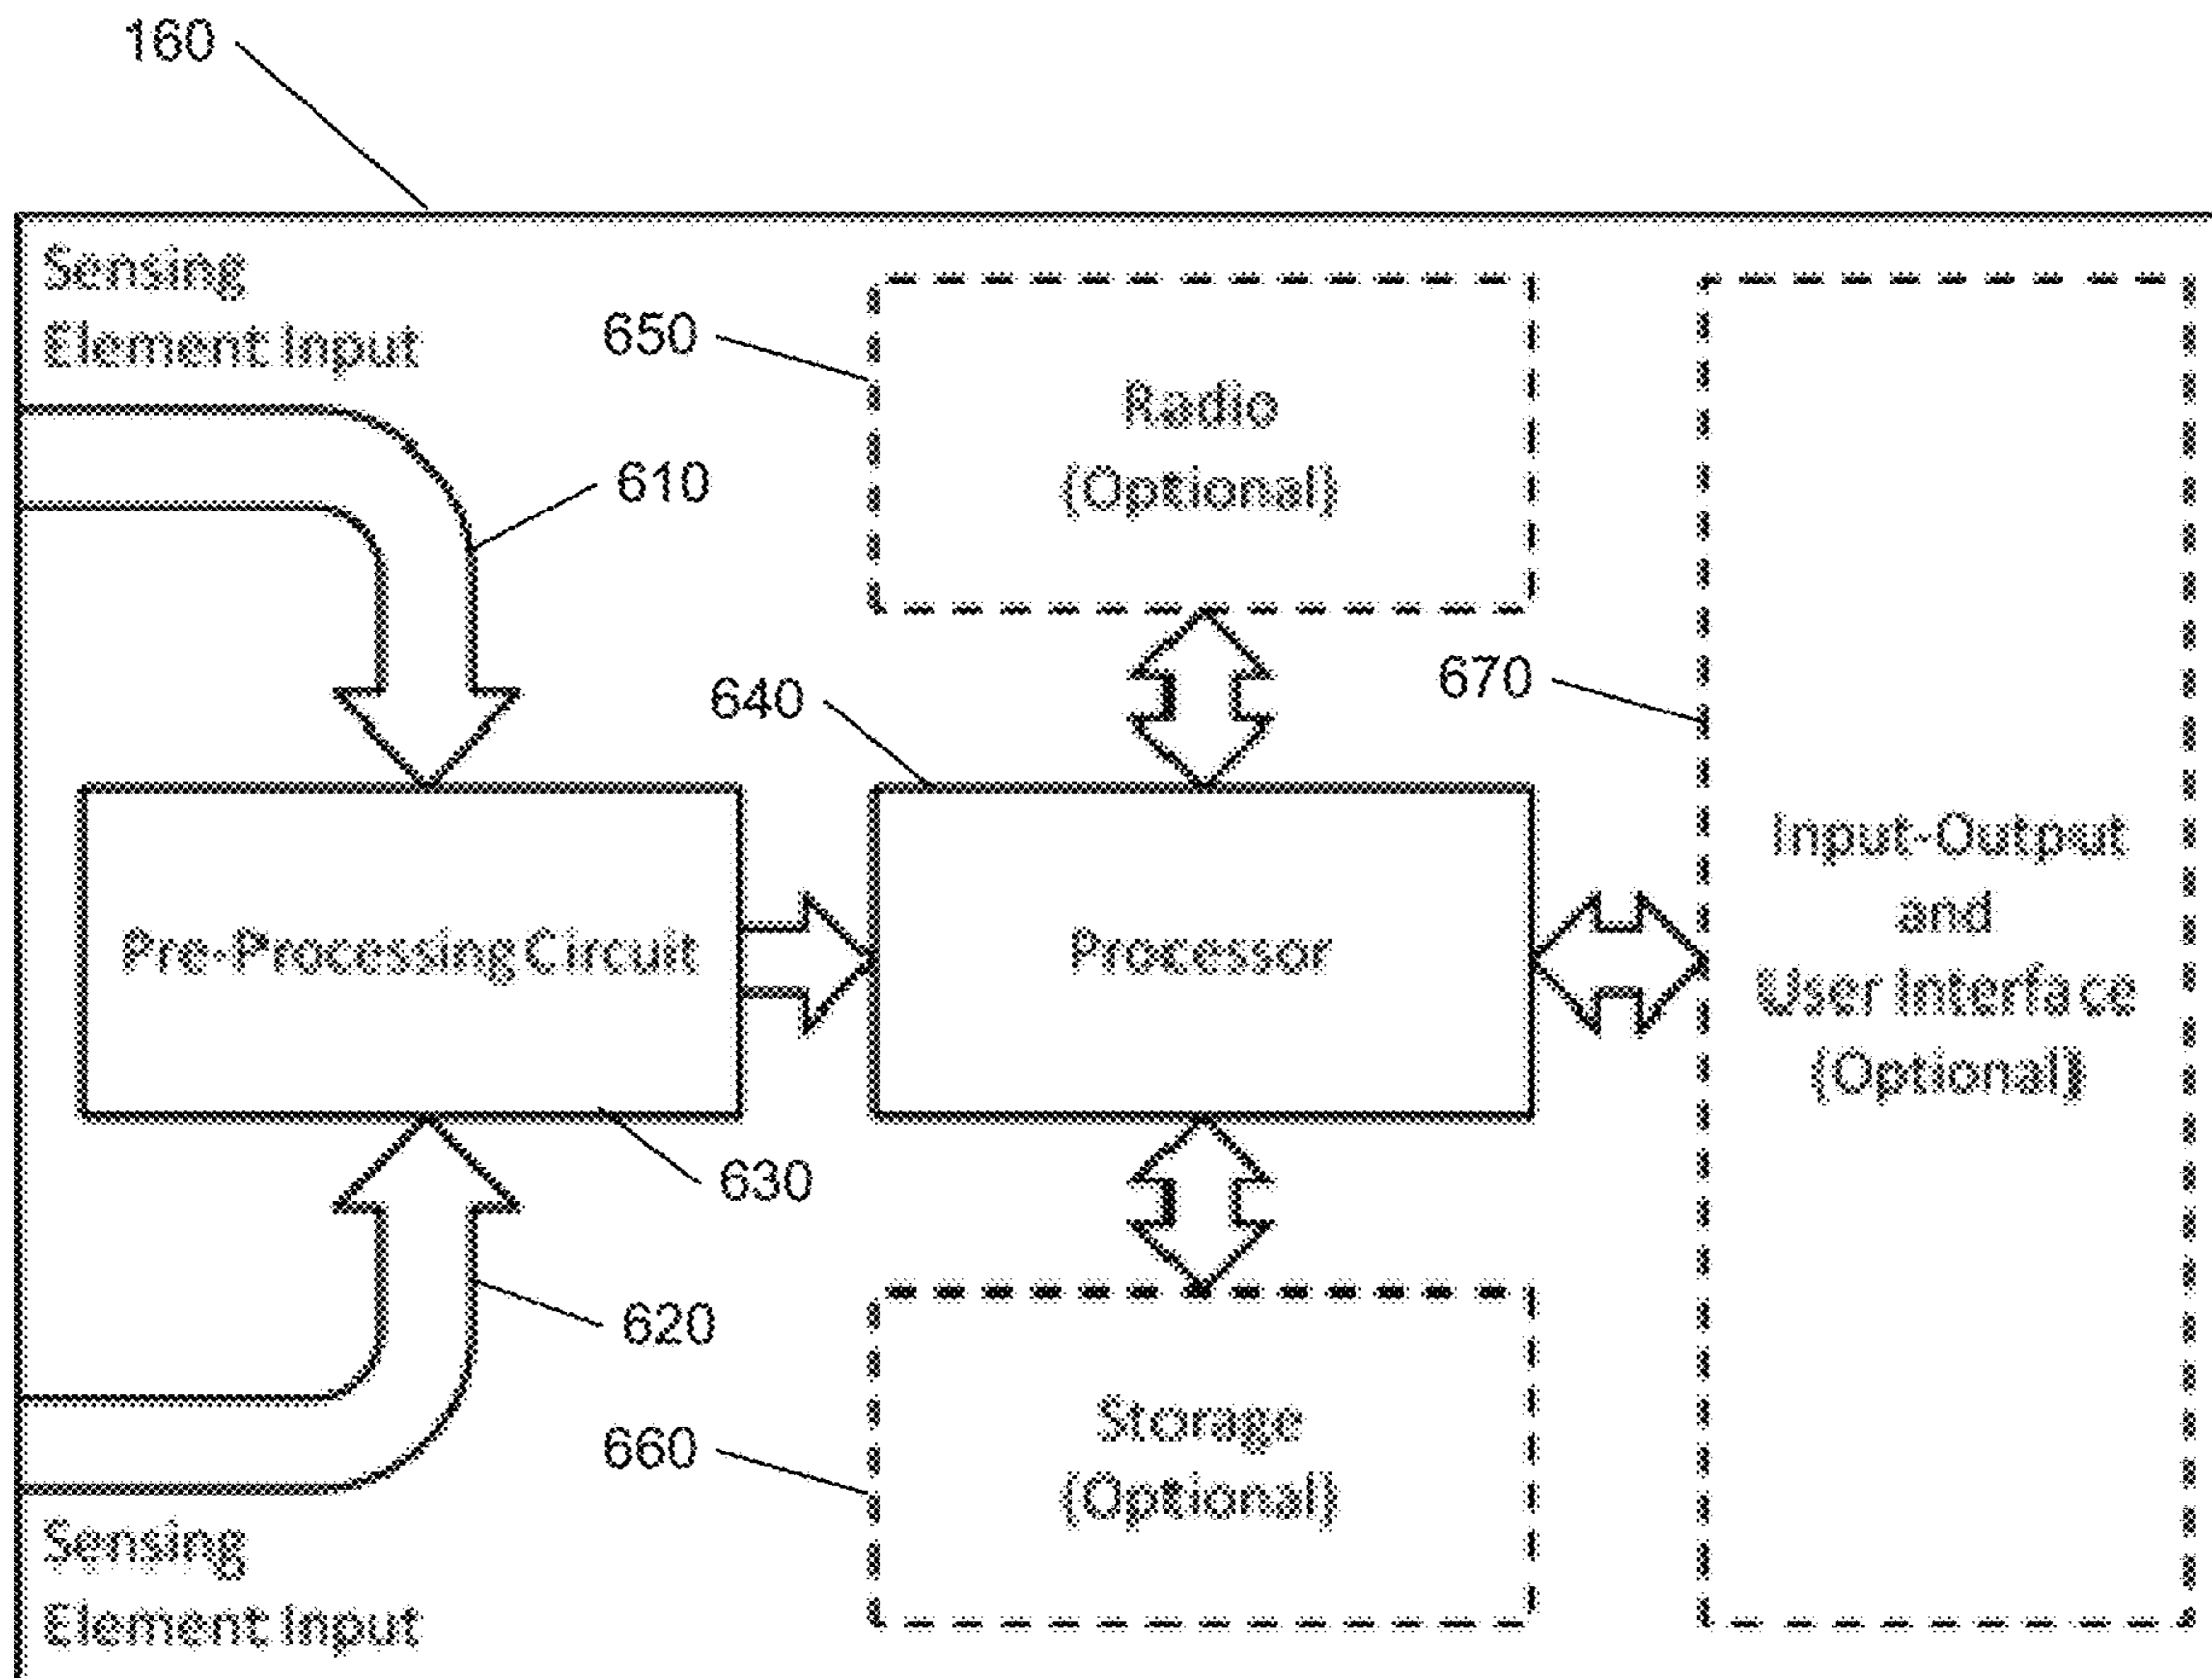 160
Sensing
Element Input
650
Radio
(Optional)
610
670
640
Pre-Processing Circuit
Processor
Input-Output
and
User Interface
(Optional)
630
620
660
Storage
(Optional)
Sensing
Element Input